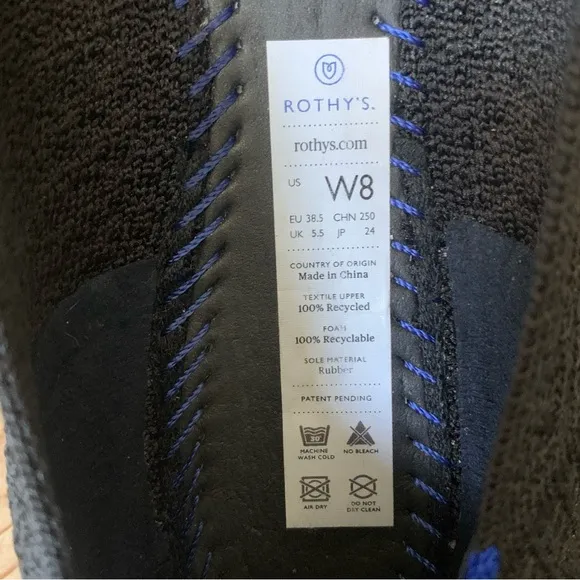 ROTHY'S™
rothys.com
US W8
EU 38.5 CHN 250
UK 5.5 JP 24
COUNTRY OF ORIGIN
Made in China
TEXTILE UPPER
100% Recycled
FOAM
100% Recyclable
SOLE MATERIAL
Rubber
PATENT PENDING
30°
MACHINE WASH COLD
NO BLEACH
AIR DRY
DO NOT DRY CLEAN